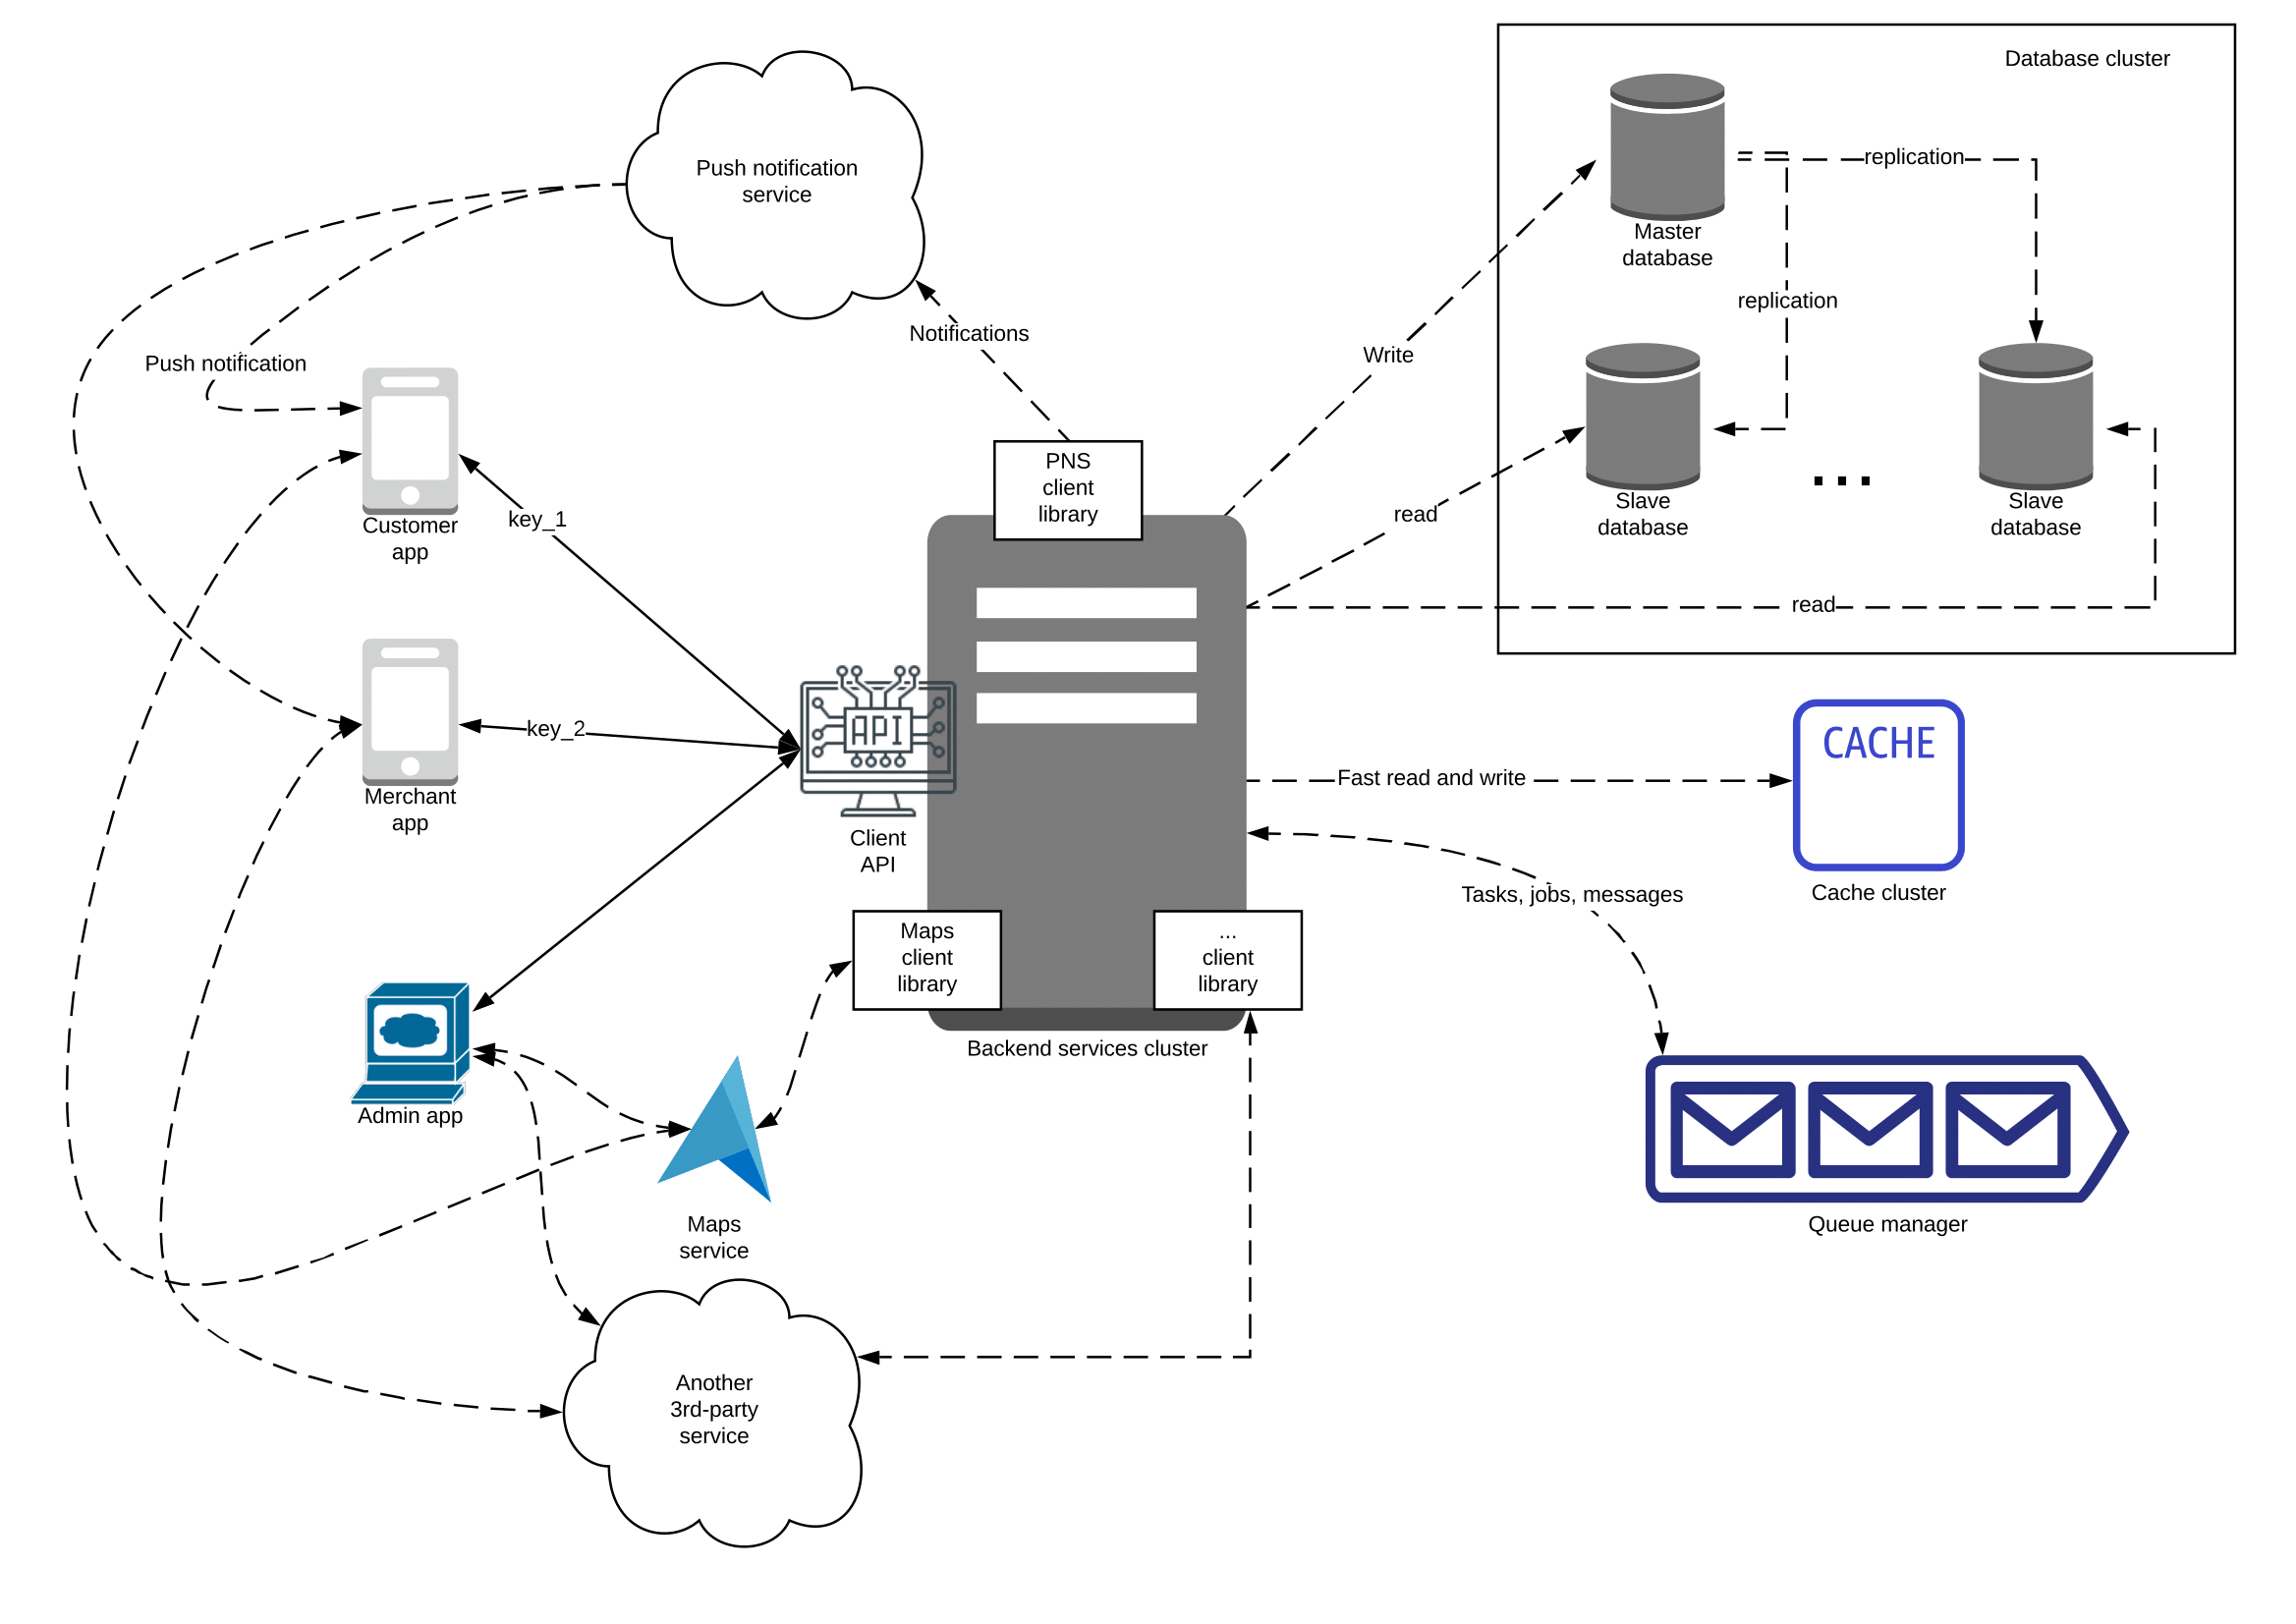 Database cluster
Push notification
service
replication
Master
database
replication
Notifications
Write
Push notification
PNS
client
library
read
Slave
database
...
Slave
database
Customer
app
key_1
read
key_2
API
CACHE
Fast read and write
Merchant
app
Client
API
Tasks, jobs, messages
Cache cluster
Maps
client
library
...
client
library
Backend services cluster
Admin app
Maps
service
Queue manager
Another
3rd-party
service